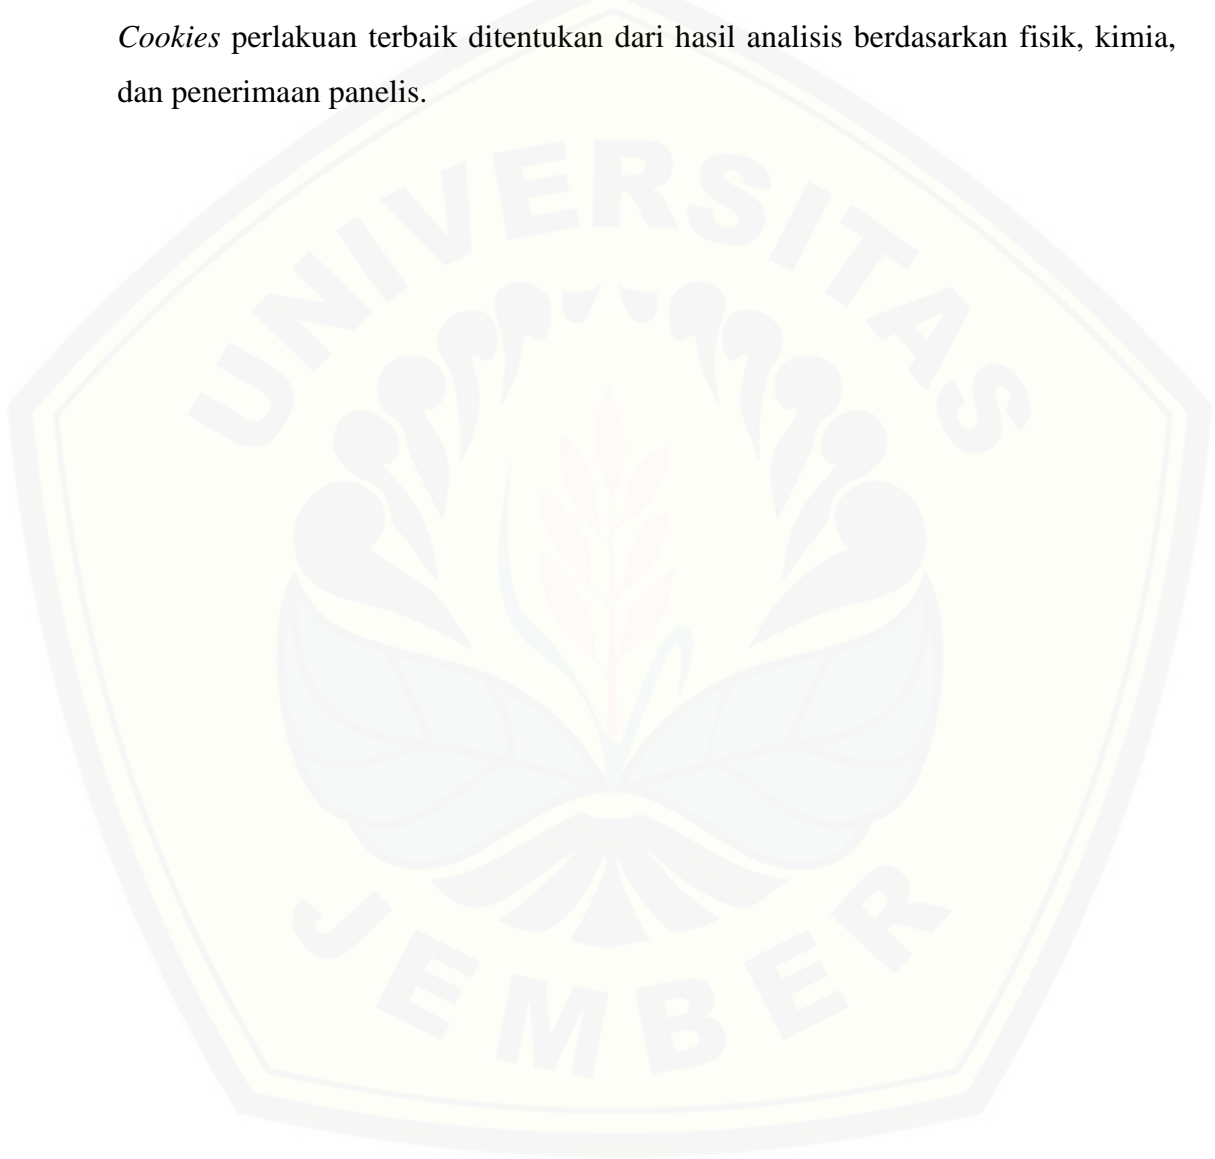 Cookies perlakuan terbaik ditentukan dari hasil analisis berdasarkan fisik, kimia,
dan penerimaan panelis.
UNIVERSITAS
JEMBER